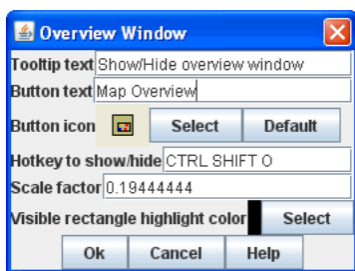 Overview Window
Tooltip text Show/Hide overview window
Button text Map Overview
Button icon Select Default
Hotkey to show/hide CTRL SHIFT O
Scale factor 0.19444444
Visible rectangle highlight color Select
Ok Cancel Help